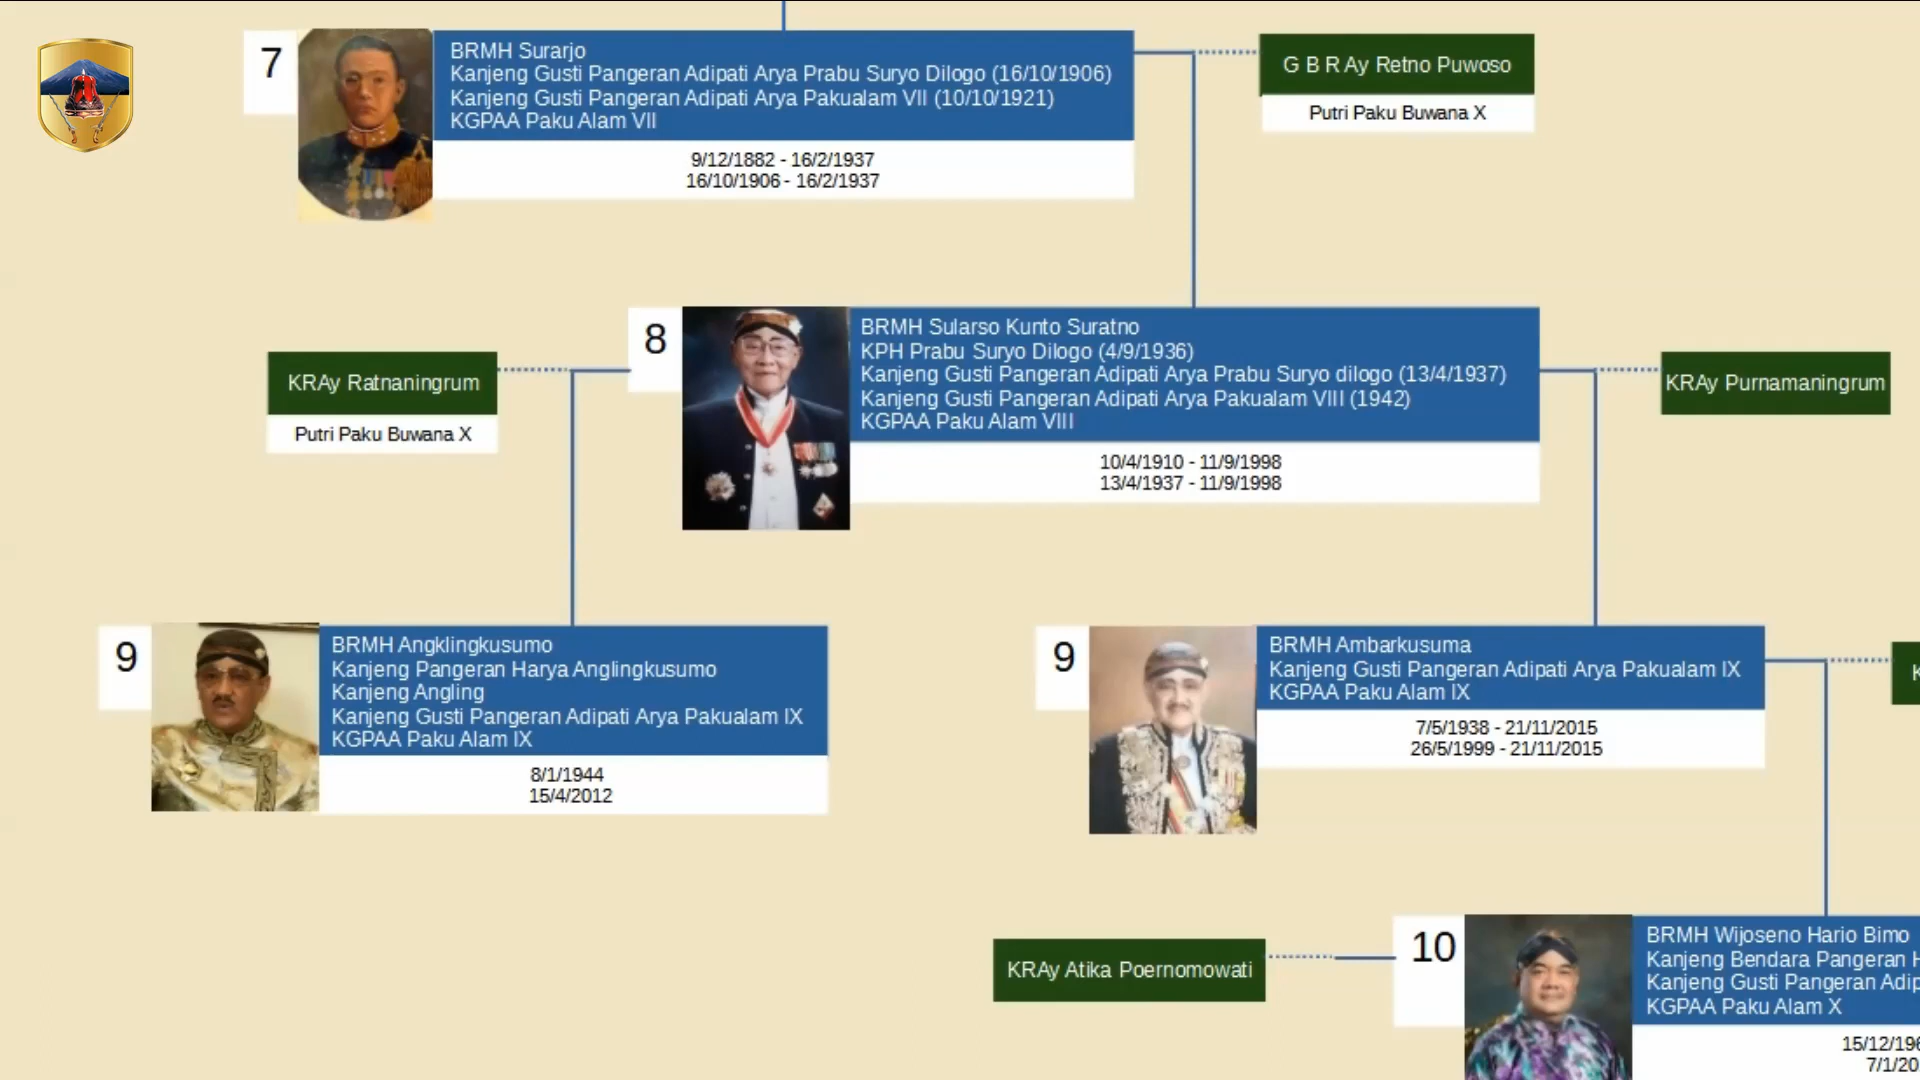 7
BRMH Surarjo
Kanjeng Gusti Pangeran Adipati Arya Prabu Suryo Dilogo (16/10/1906)
Kanjeng Gusti Pangeran Adipati Arya Pakualam VII (10/10/1921)
KGPAA Paku Alam VII
9/12/1882 - 16/2/1937
16/10/1906 - 16/2/1937
G B R Ay Retno Puwoso
Putri Paku Buwana X
KRAy Ratnaningrum
Putri Paku Buwana X
8
BRMH Sularso Kunto Suratno
KPH Prabu Suryo Dilogo (4/9/1936)
Kanjeng Gusti Pangeran Adipati Arya Prabu Suryo dilogo (13/4/1937)
Kanjeng Gusti Pangeran Adipati Arya Pakualam VIII (1942)
KGPAA Paku Alam VIII
10/4/1910 - 11/9/1998
13/4/1937 - 11/9/1998
KRAy Purnamaningrum
9
BRMH Angklingkusumo
Kanjeng Pangeran Harya Anglingkusumo
Kanjeng Angling
Kanjeng Gusti Pangeran Adipati Arya Pakualam IX
KGPAA Paku Alam IX
8/1/1944
15/4/2012
9
BRMH Ambarkusuma
Kanjeng Gusti Pangeran Adipati Arya Pakualam IX
KGPAA Paku Alam IX
7/5/1938 - 21/11/2015
26/5/1999 - 21/11/2015
KRAy Atika Poernomowati
10
BRMH Wijoseno Hario Bimo
Kanjeng Bendara Pangeran
Kanjeng Gusti Pangeran
KGPAA Paku Alam X